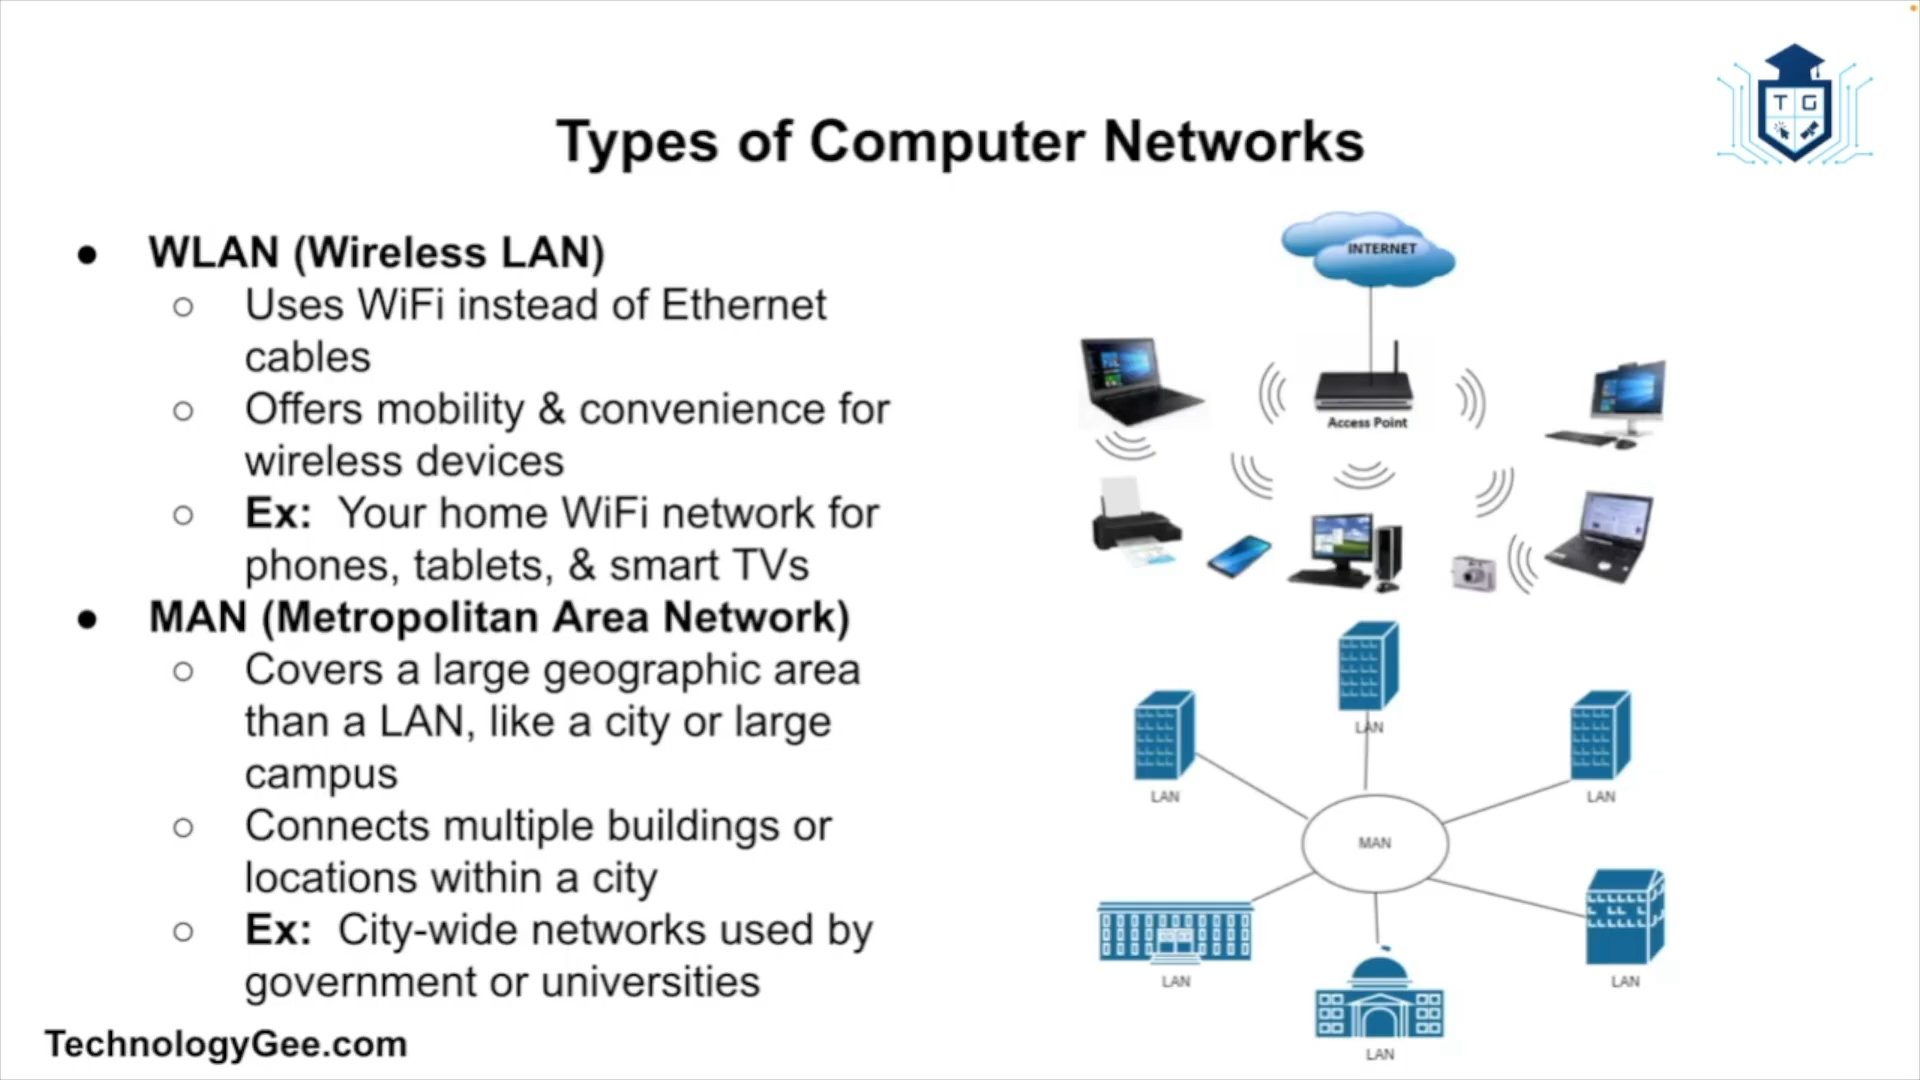 Types of Computer Networks
T G
● WLAN (Wireless LAN)
○ Uses WiFi instead of Ethernet
cables
○ Offers mobility & convenience for
wireless devices
○ Ex: Your home WiFi network for
phones, tablets, & smart TVs
● MAN (Metropolitan Area Network)
○ Covers a large geographic area
than a LAN, like a city or large
campus
○ Connects multiple buildings or
locations within a city
○ Ex: City-wide networks used by
government or universities
TechnologyGee.com
INTERNET
Access Point
LAN
LAN
LAN
MAN
LAN
LAN
LAN